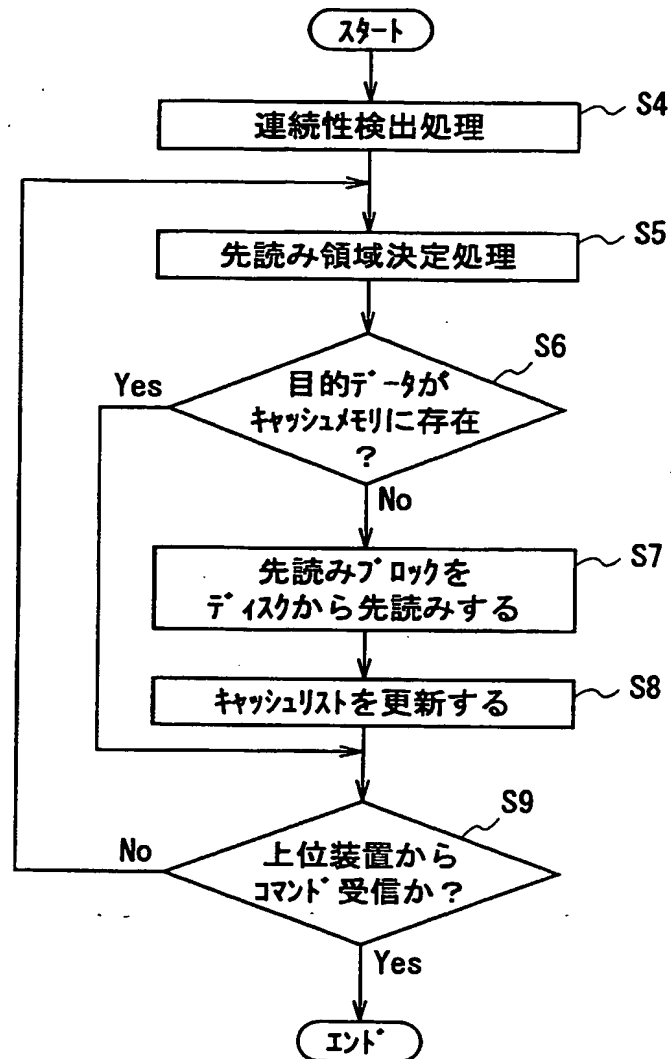 スタート
連続性検出処理
S4
先読み領域決定処理
S5
S6
Yes
目的データが
キャッシュメモリに存在
?
No
先読みブロックを
ディスクから先読みする
S7
キャッシュリストを更新する
S8
S9
No
上位装置から
コマンド受信か?
Yes
エンド